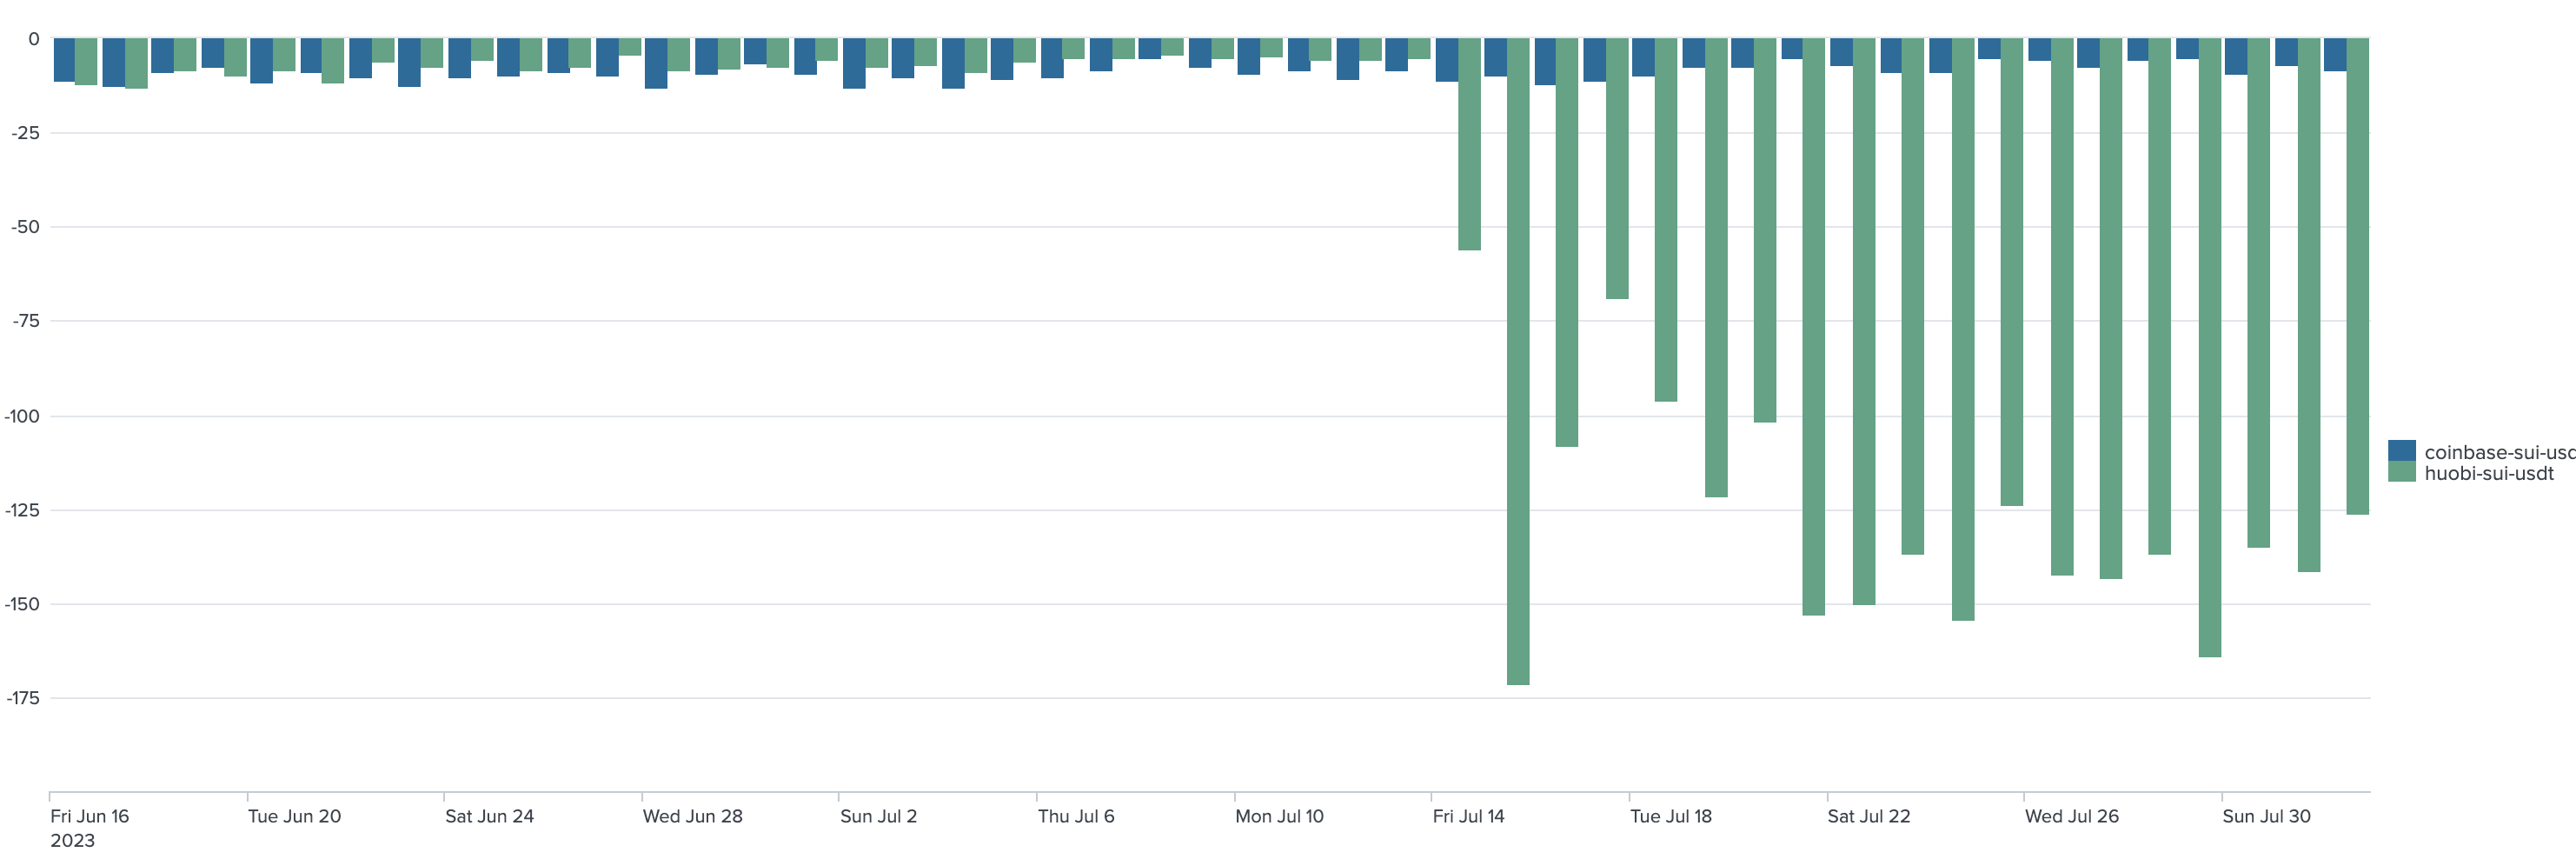 0
-25
-50
-75
-100
-125
-150
-175
Fri Jun 16
2023
Tue Jun 20
Sat Jun 24
Wed Jun 28
Sun Jul 2
Thu Jul 6
Mon Jul 10
Fri Jul 14
Tue Jul 18
Sat Jul 22
Wed Jul 26
Sun Jul 30
coinbase-sui-usd
huobi-sui-usdt